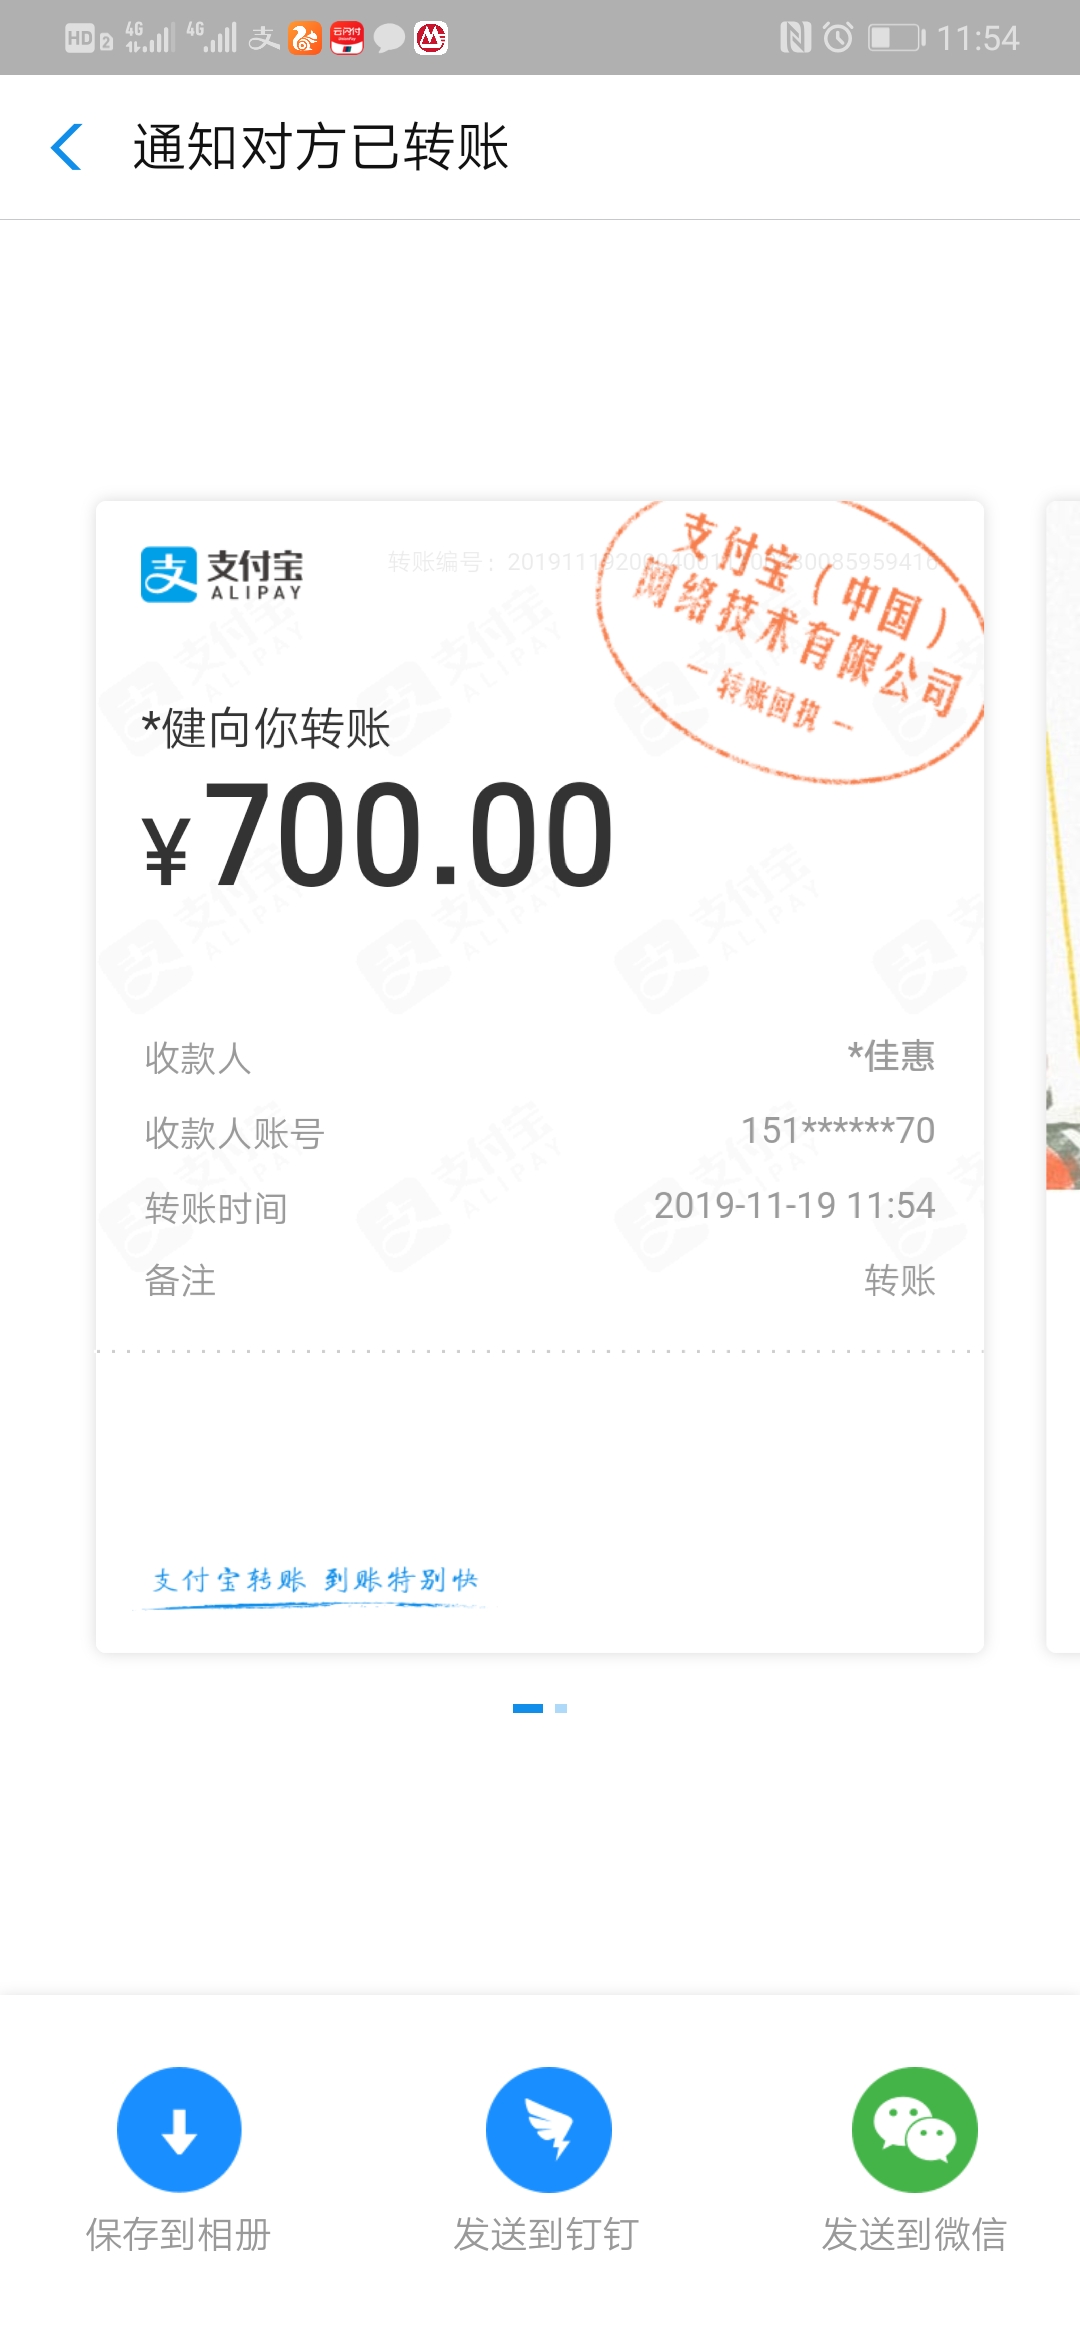 HD 2 4G 4G 支 云闪付 11:54
通知对方已转账
支付宝
ALIPAY
转账编号：
支付宝（中国）
网络技术有限公司
— 转账回执 —
*健向你转账
¥700.00
收款人 *佳惠
收款人账号 151******70
转账时间 2019-11-19 11:54
备注 转账
支付宝转账 到账特别快
保存到相册 发送到钉钉 发送到微信